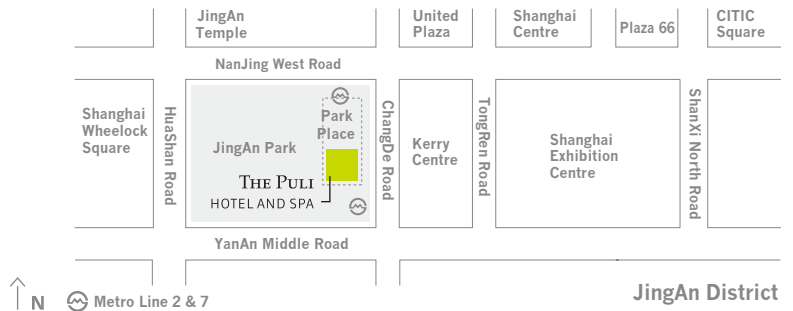 JingAn
Temple
United
Plaza
Shanghai
Centre
Plaza 66
CITIC
Square
NanJing West Road
Shanghai
Wheelock
Square
HuaShan Road
JingAn Park
Park
Place
THE PULI
HOTEL AND SPA
ChangDe Road
Kerry
Centre
TongRen Road
Shanghai
Exhibition
Centre
ShanXi North Road
YanAn Middle Road
N
Metro Line 2 & 7
JingAn District